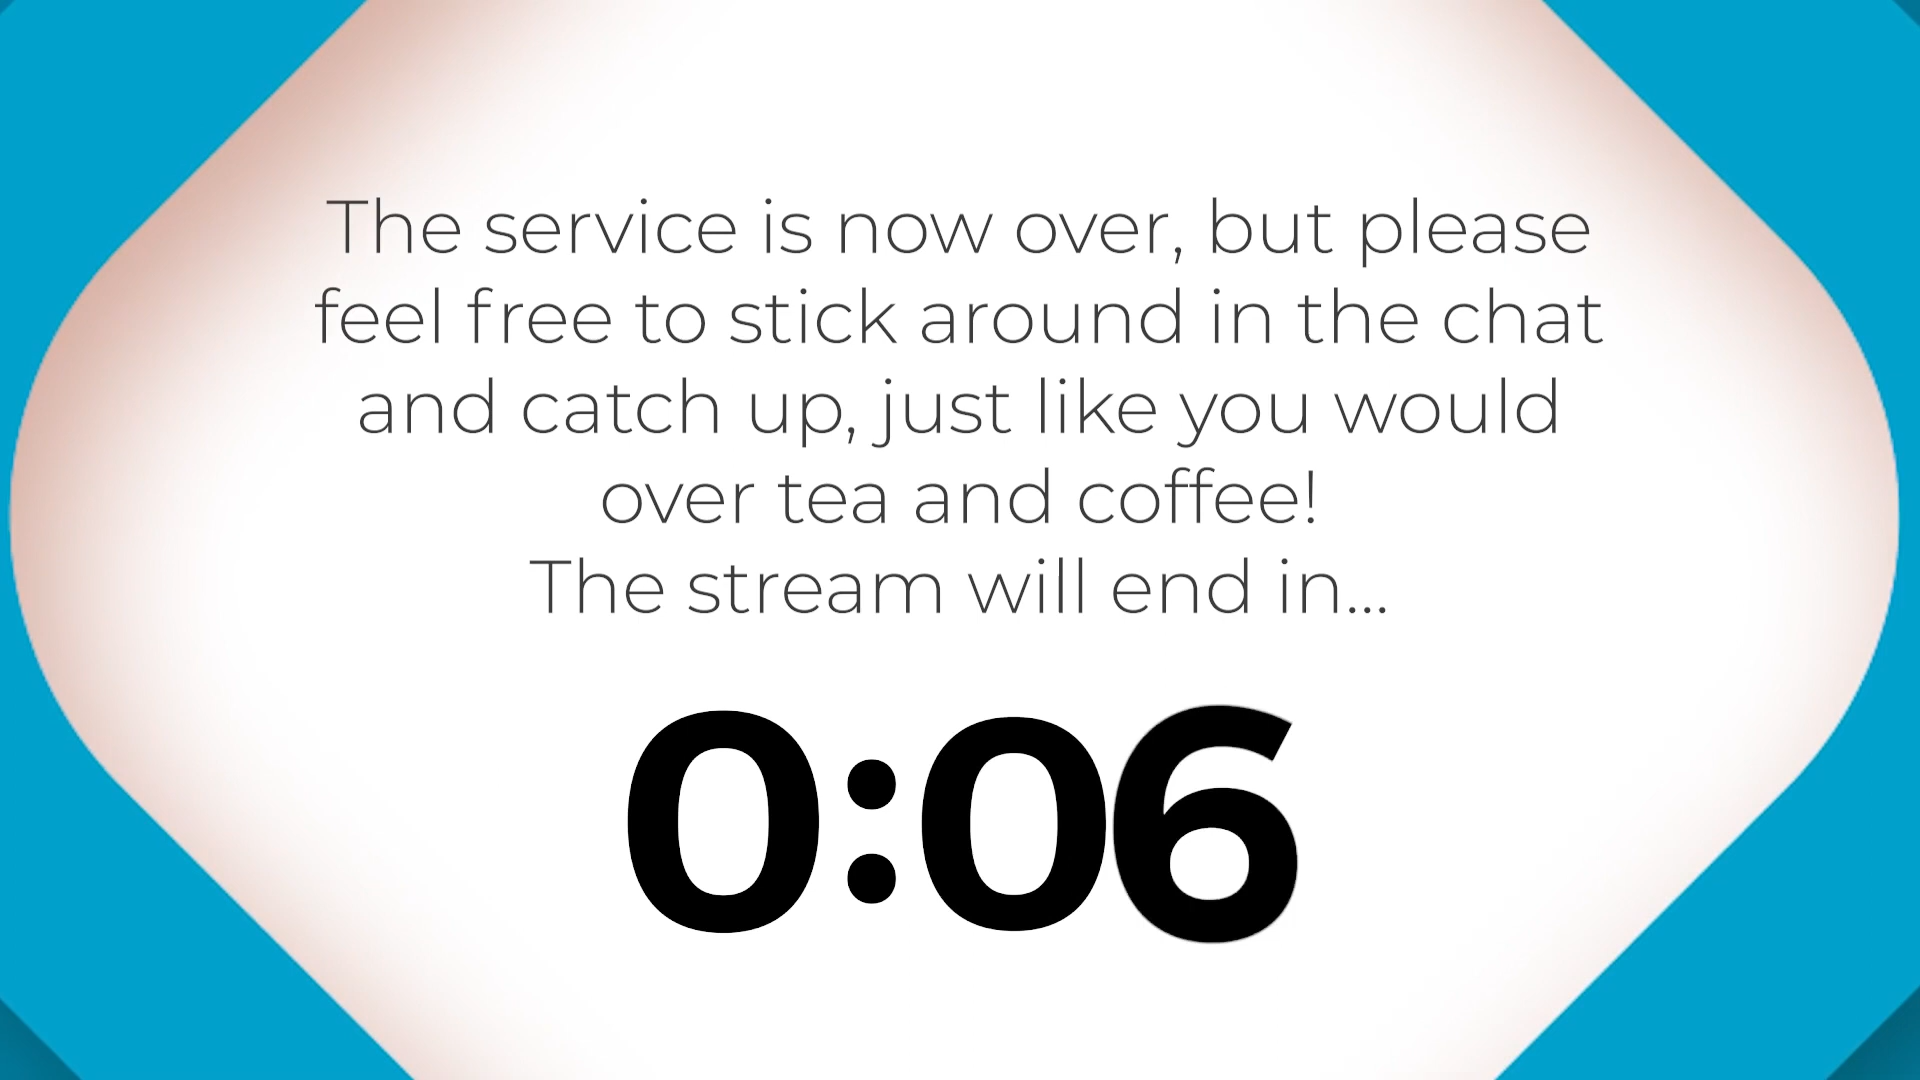 The service is now over, but please
feel free to stick around in the chat
and catch up, just like you would
over tea and coffee!
The stream will end in...
0:06